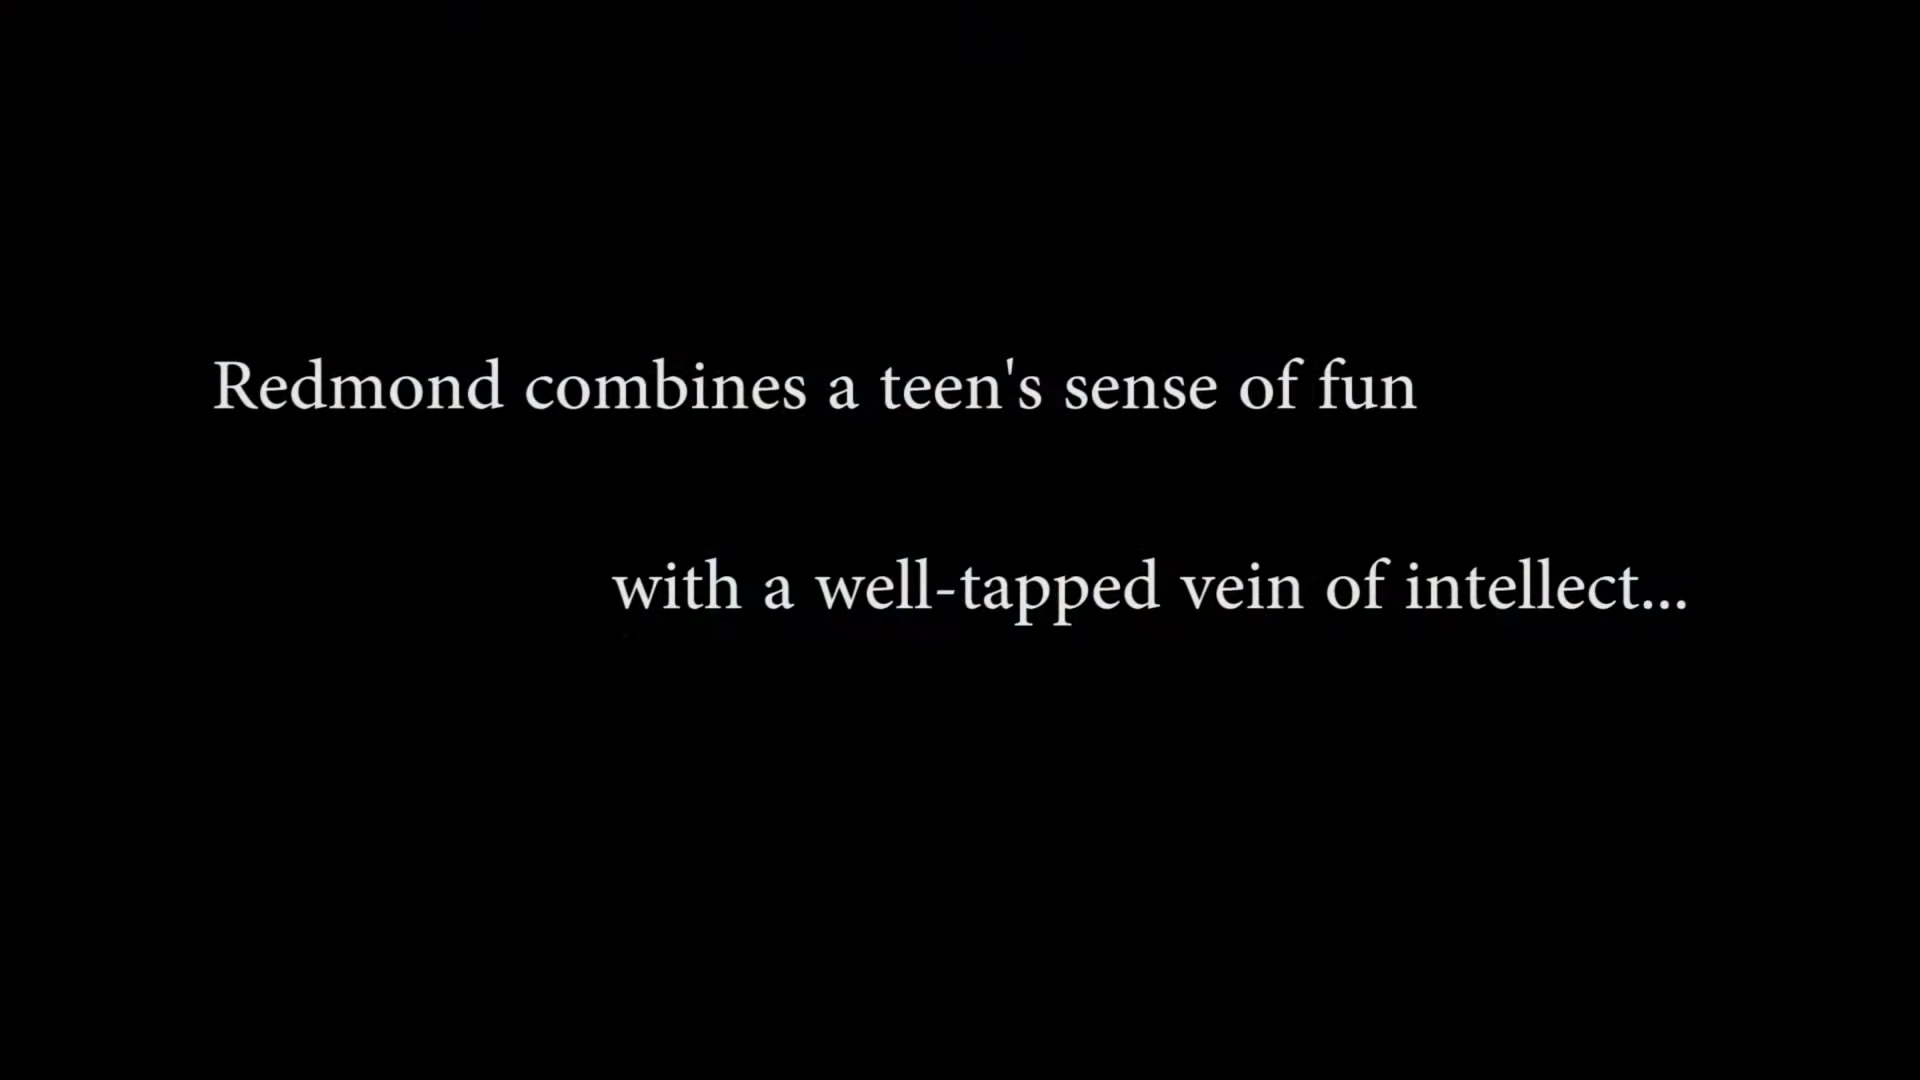 Redmond combines a teen's sense of fun
with a well-tapped vein of intellect...